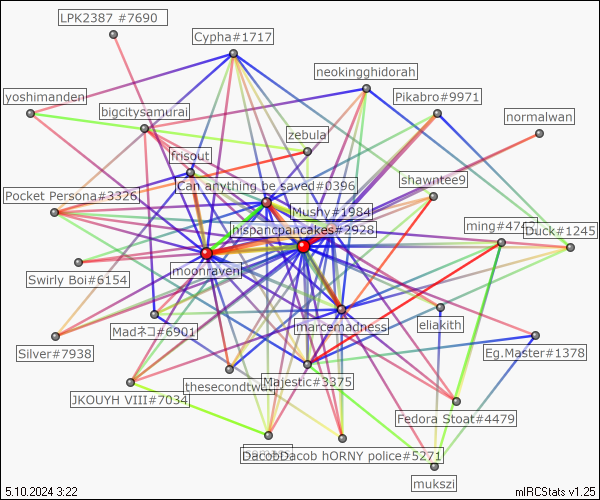 LPK2387 #7690
Cypha#1717
neokingghidorah
yoshimanden
Pikabro#9971
bigcitysamurai
normalwan
zebula
frisout
shawntee9
Can anything be saved#0396
Pocket Persona#3326
Mushy#1984
ming#47
Duck#1245
hispancpancakes#2928
moonraven
Swirly Boi#6154
eliakith
Madネコ#6901
marcemadness
Silver#7938
Eg.Master#1378
thesecondtw
Majestic#3375
JKOUYH VIII#7034
Fedora Stoat#4479
DacobDacob hORNY police#5271
mukszi
5.10.2024 3:22
mIRCStats v1.25